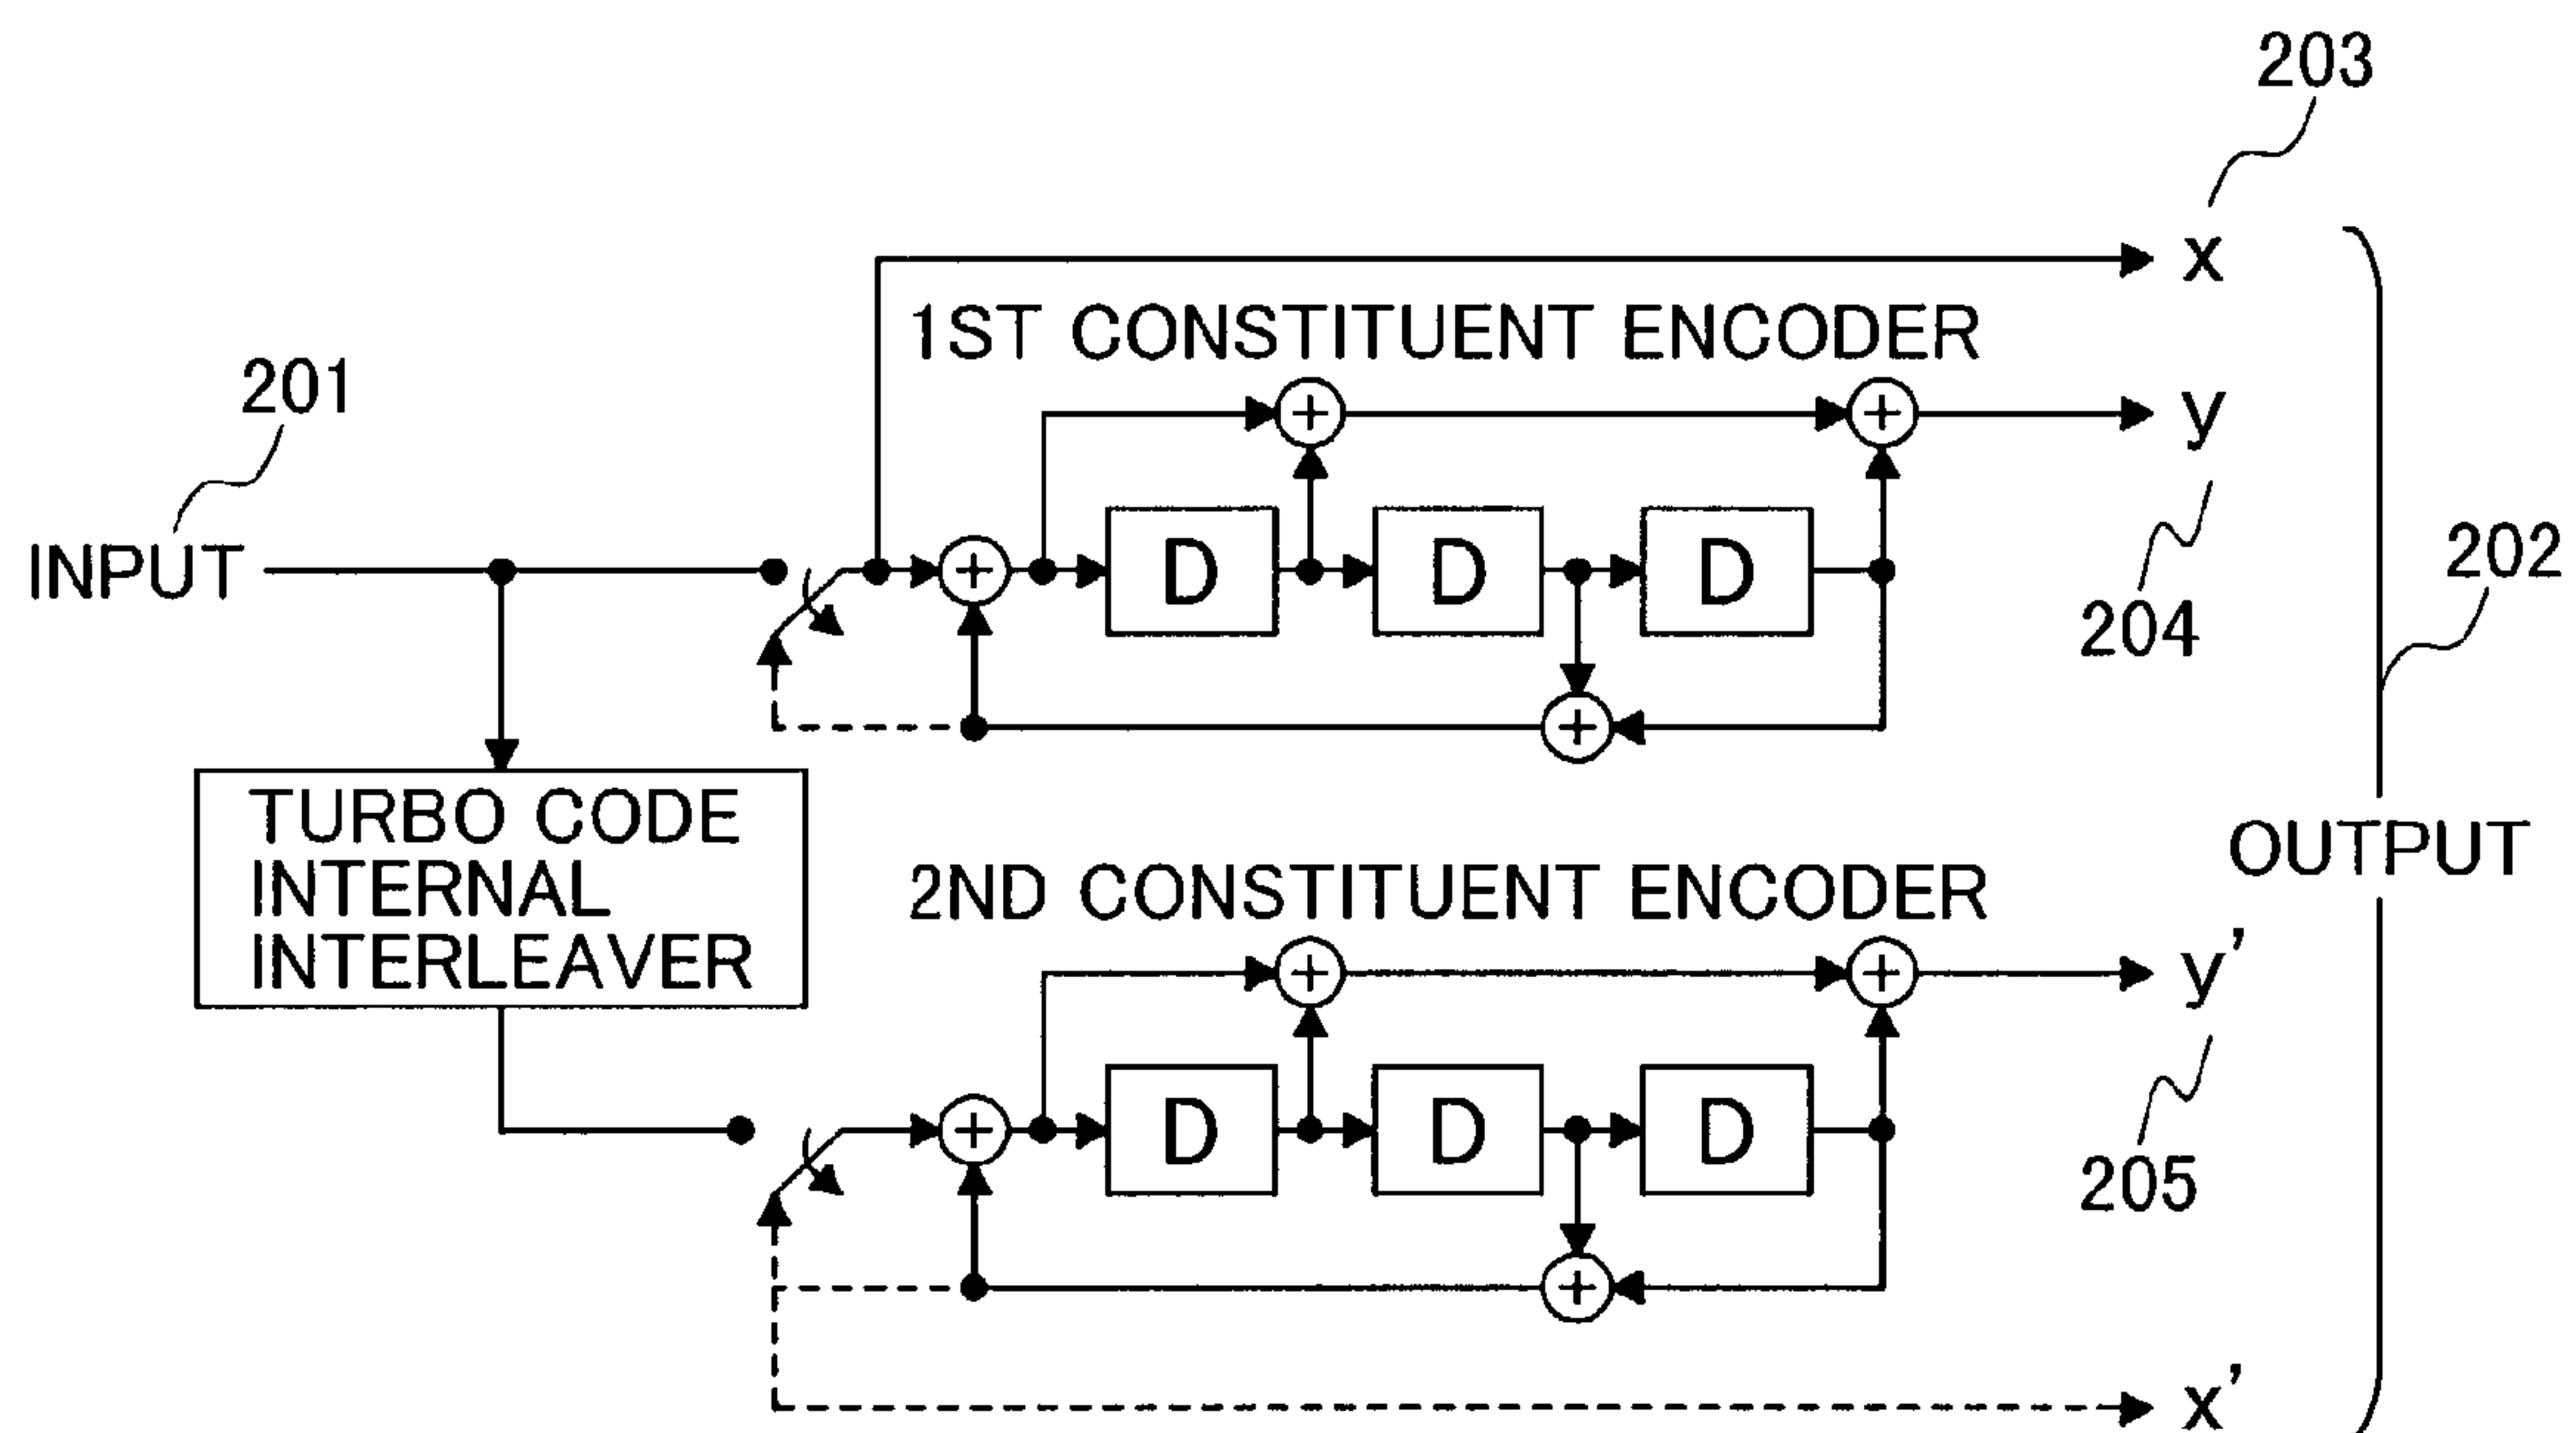 203
x
1ST CONSTITUENT ENCODER
201
y
INPUT
D D D
204
202
TURBO CODE
INTERNAL
INTERLEAVER
OUTPUT
2ND CONSTITUENT ENCODER
y'
D D D
205
x'